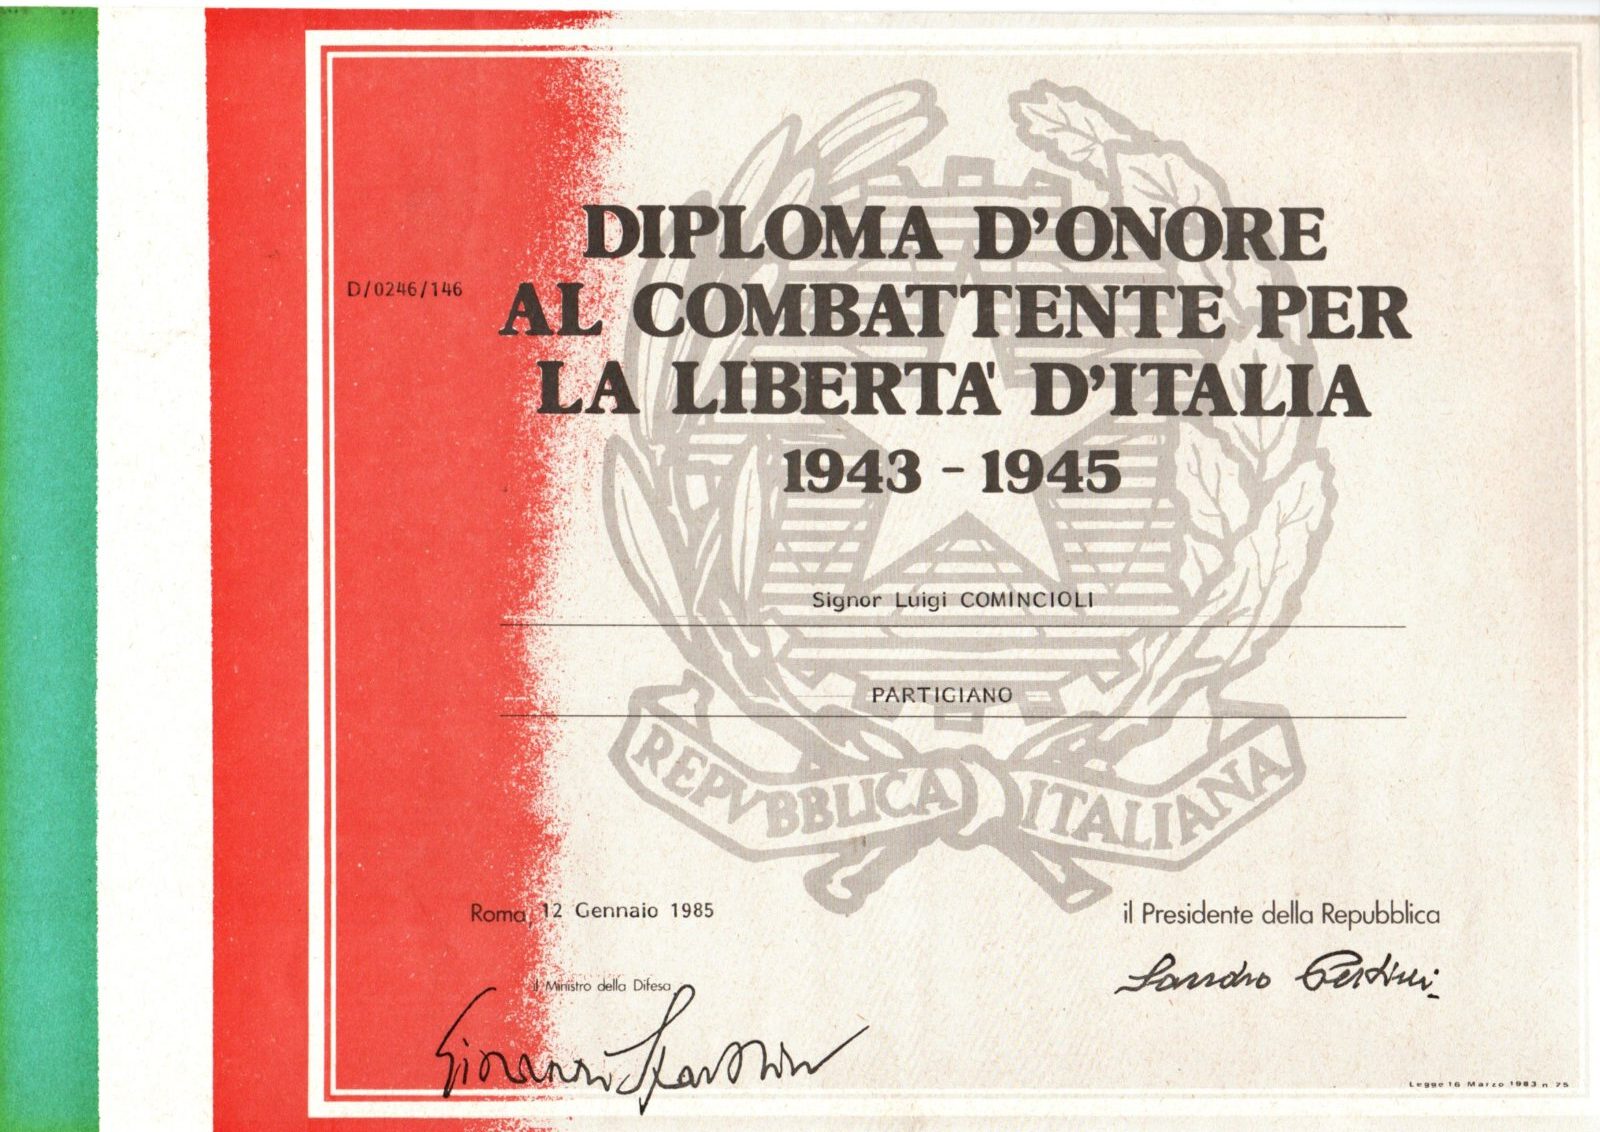 DIPLOMA D'ONORE
D/0246/146
AL COMBATTENTE PER
LA LIBERTA' D'ITALIA
1943 - 1945
Signor Luigi COMINCIOLI
PARTIGIANO
REPVBBLICA ITALIANA
Roma, 12 Gennaio 1985
il Presidente della Repubblica
Sandro Pertini
il Ministro della Difesa
Giovanni Spadolini
Legge 16 Marzo 1983 n 75